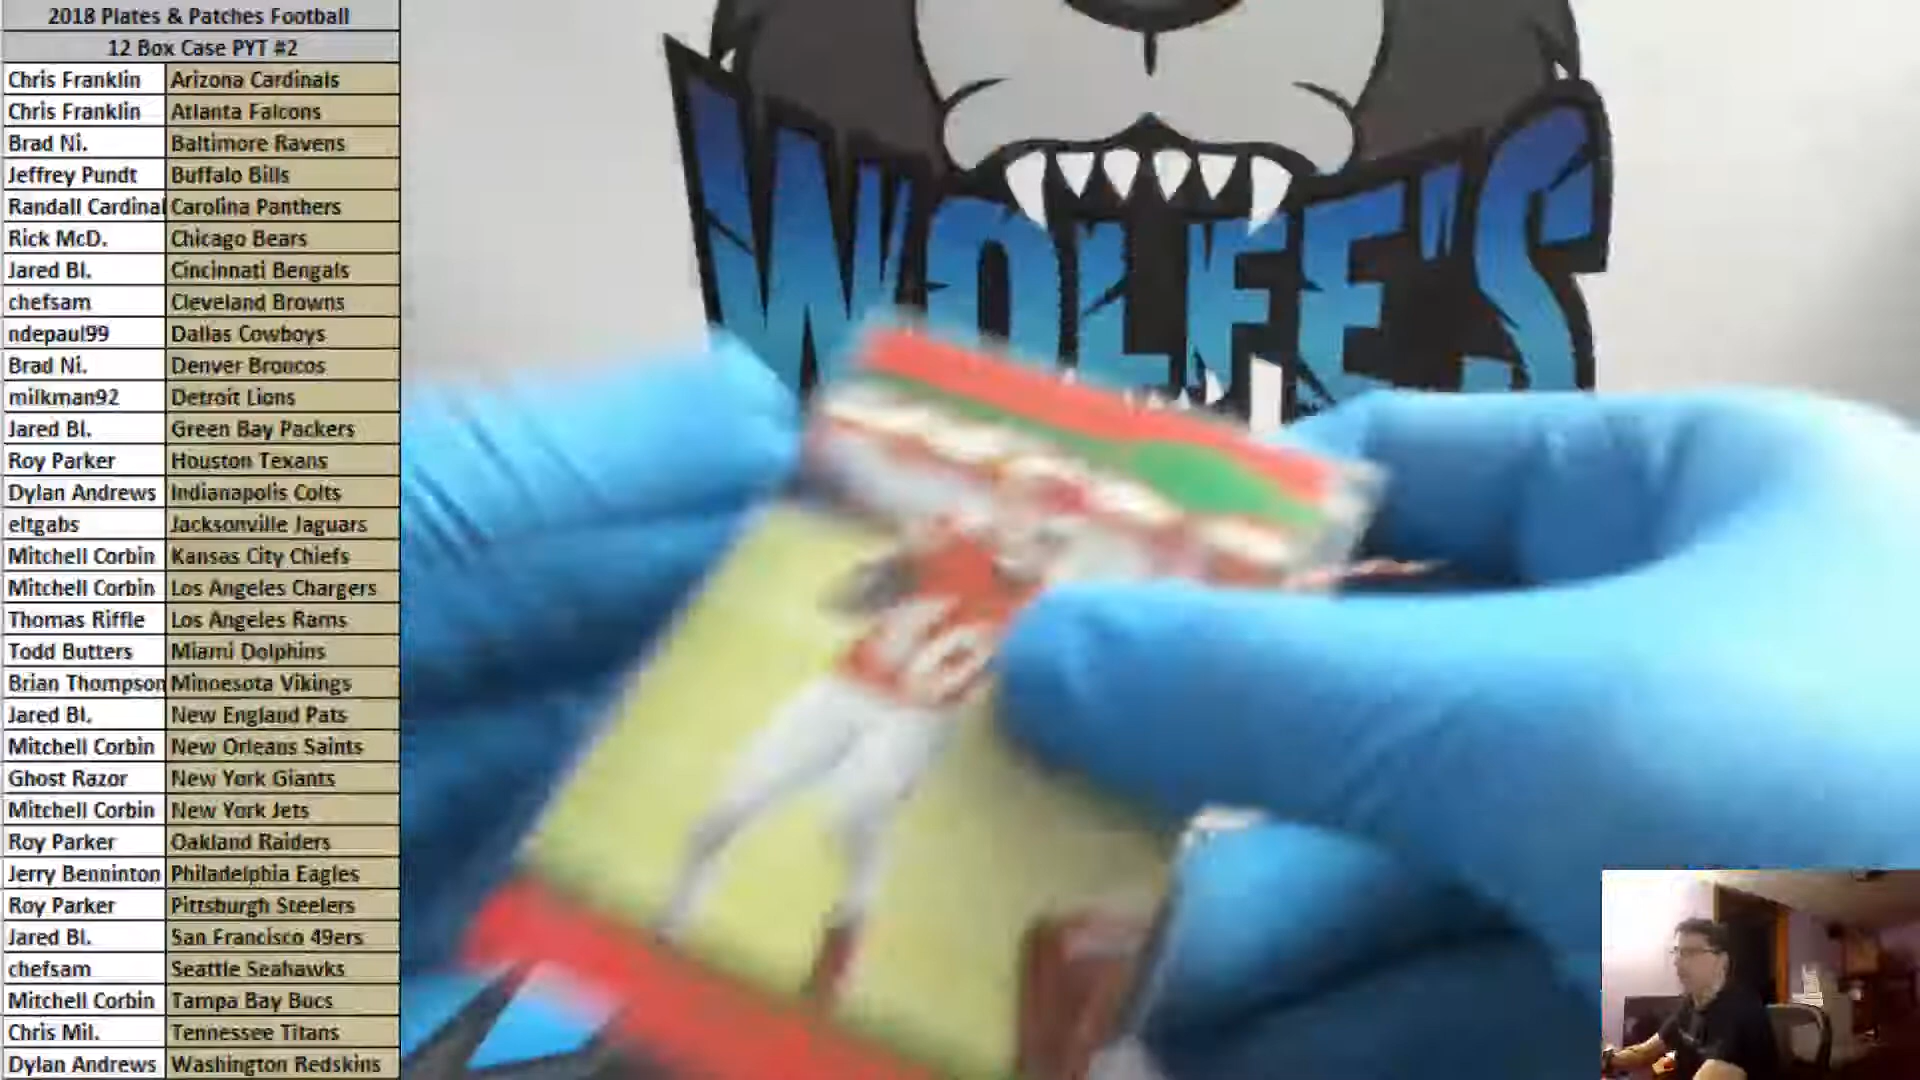 2018 Plates & Patches Football
12 Box Case PYT #2
Chris Franklin Arizona Cardinals
Chris Franklin Atlanta Falcons
Brad Ni. Baltimore Ravens
Jeffrey Pundt Buffalo Bills
Randall Cardinal Carolina Panthers
Rick McD. Chicago Bears
Jared Bl. Cincinnati Bengals
chefsam Cleveland Browns
ndepaul99 Dallas Cowboys
Brad Ni. Denver Broncos
milkman92 Detroit Lions
Jared Bl. Green Bay Packers
Roy Parker Houston Texans
Dylan Andrews Indianapolis Colts
eltgabs Jacksonville Jaguars
Mitchell Corbin Kansas City Chiefs
Mitchell Corbin Los Angeles Chargers
Thomas Riffle Los Angeles Rams
Todd Butters Miami Dolphins
Brian Thompson Minnesota Vikings
Jared Bl. New England Pats
Mitchell Corbin New Orleans Saints
Ghost Razor New York Giants
Mitchell Corbin New York Jets
Roy Parker Oakland Raiders
Jerry Benninton Philadelphia Eagles
Roy Parker Pittsburgh Steelers
Jared Bl. San Francisco 49ers
chefsam Seattle Seahawks
Mitchell Corbin Tampa Bay Bucs
Chris Mil. Tennessee Titans
Dylan Andrews Washington Redskins
WOLFE'S